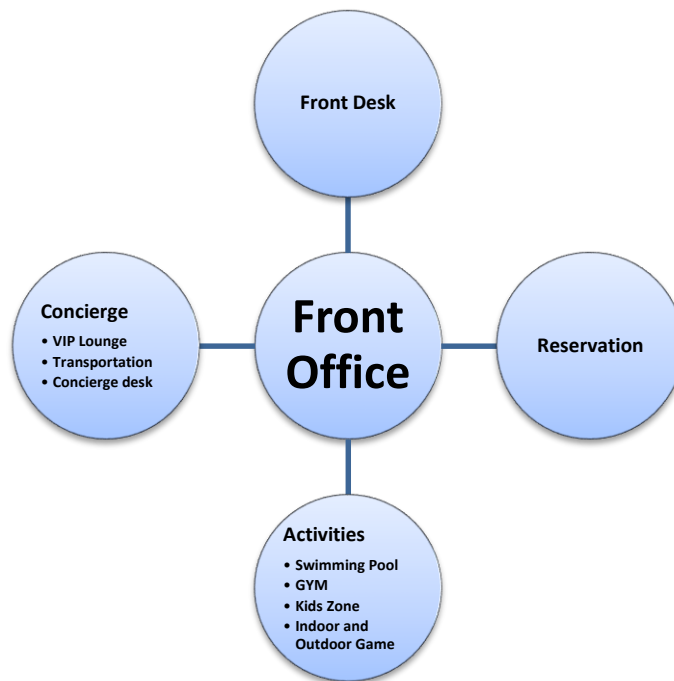 Front Desk
Concierge
• VIP Lounge
• Transportation
• Concierge desk
Front
Office
Reservation
Activities
• Swimming Pool
• GYM
• Kids Zone
• Indoor and
Outdoor Game